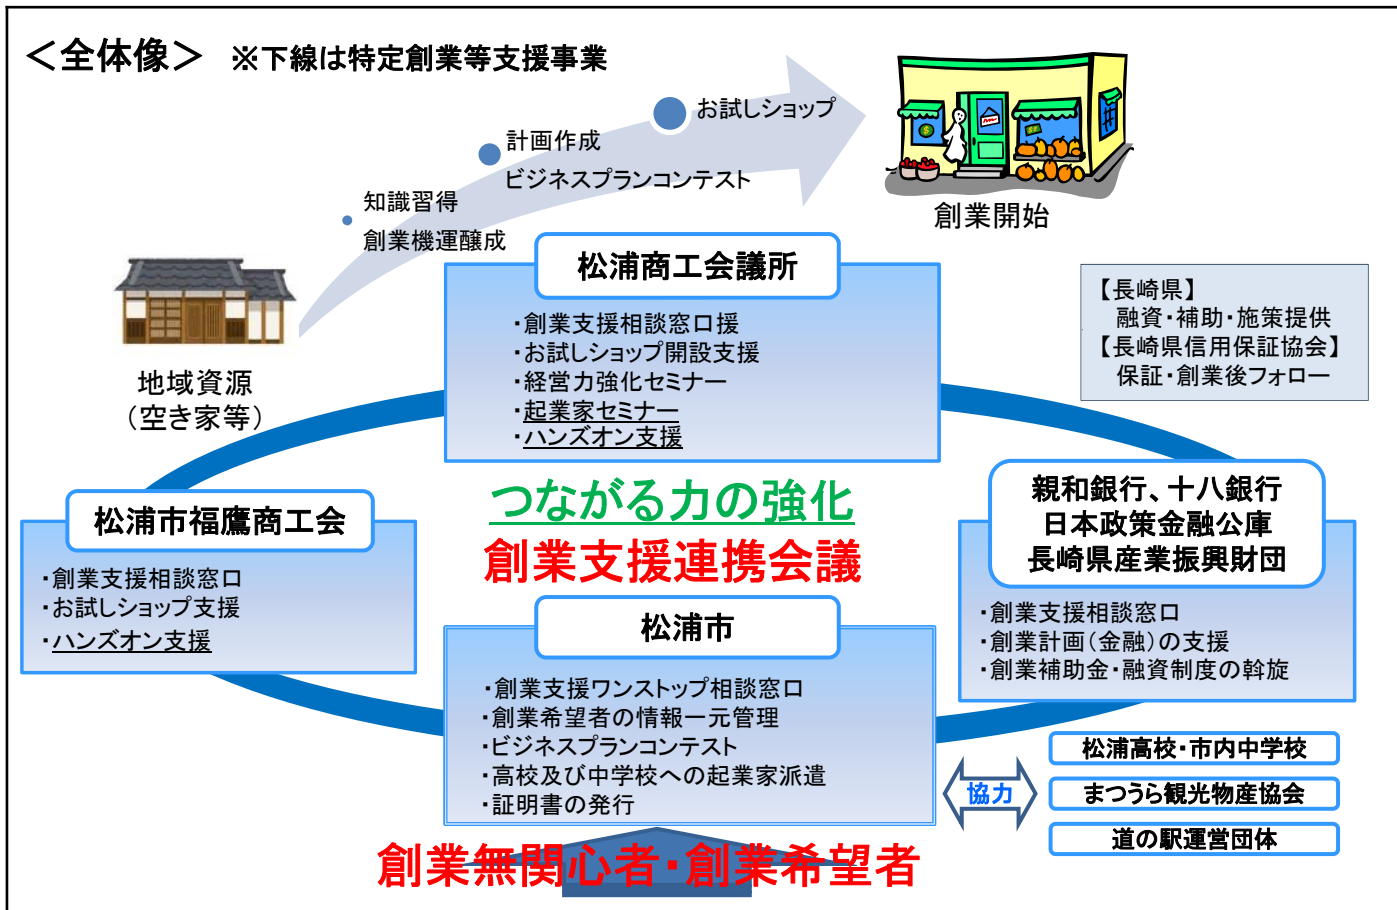 ＜全体像＞ ※下線は特定創業等支援事業
お試しショップ
計画作成
ビジネスプランコンテスト
知識習得
創業機運醸成
創業開始
地域資源
（空き家等）
松浦商工会議所
・創業支援相談窓口援
・お試しショップ開設支援
・経営力強化セミナー
・起業家セミナー
・ハンズオン支援
【長崎県】
融資・補助・施策提供
【長崎県信用保証協会】
保証・創業後フォロー
つながる力の強化
創業支援連携会議
松浦市福鷹商工会
・創業支援相談窓口
・お試しショップ支援
・ハンズオン支援
親和銀行、十八銀行
日本政策金融公庫
長崎県産業振興財団
・創業支援相談窓口
・創業計画（金融）の支援
・創業補助金・融資制度の斡旋
松浦市
・創業支援ワンストップ相談窓口
・創業希望者の情報一元管理
・ビジネスプランコンテスト
・高校及び中学校への起業家派遣
・証明書の発行
協力
松浦高校・市内中学校
まつうら観光物産協会
道の駅運営団体
創業無関心者・創業希望者